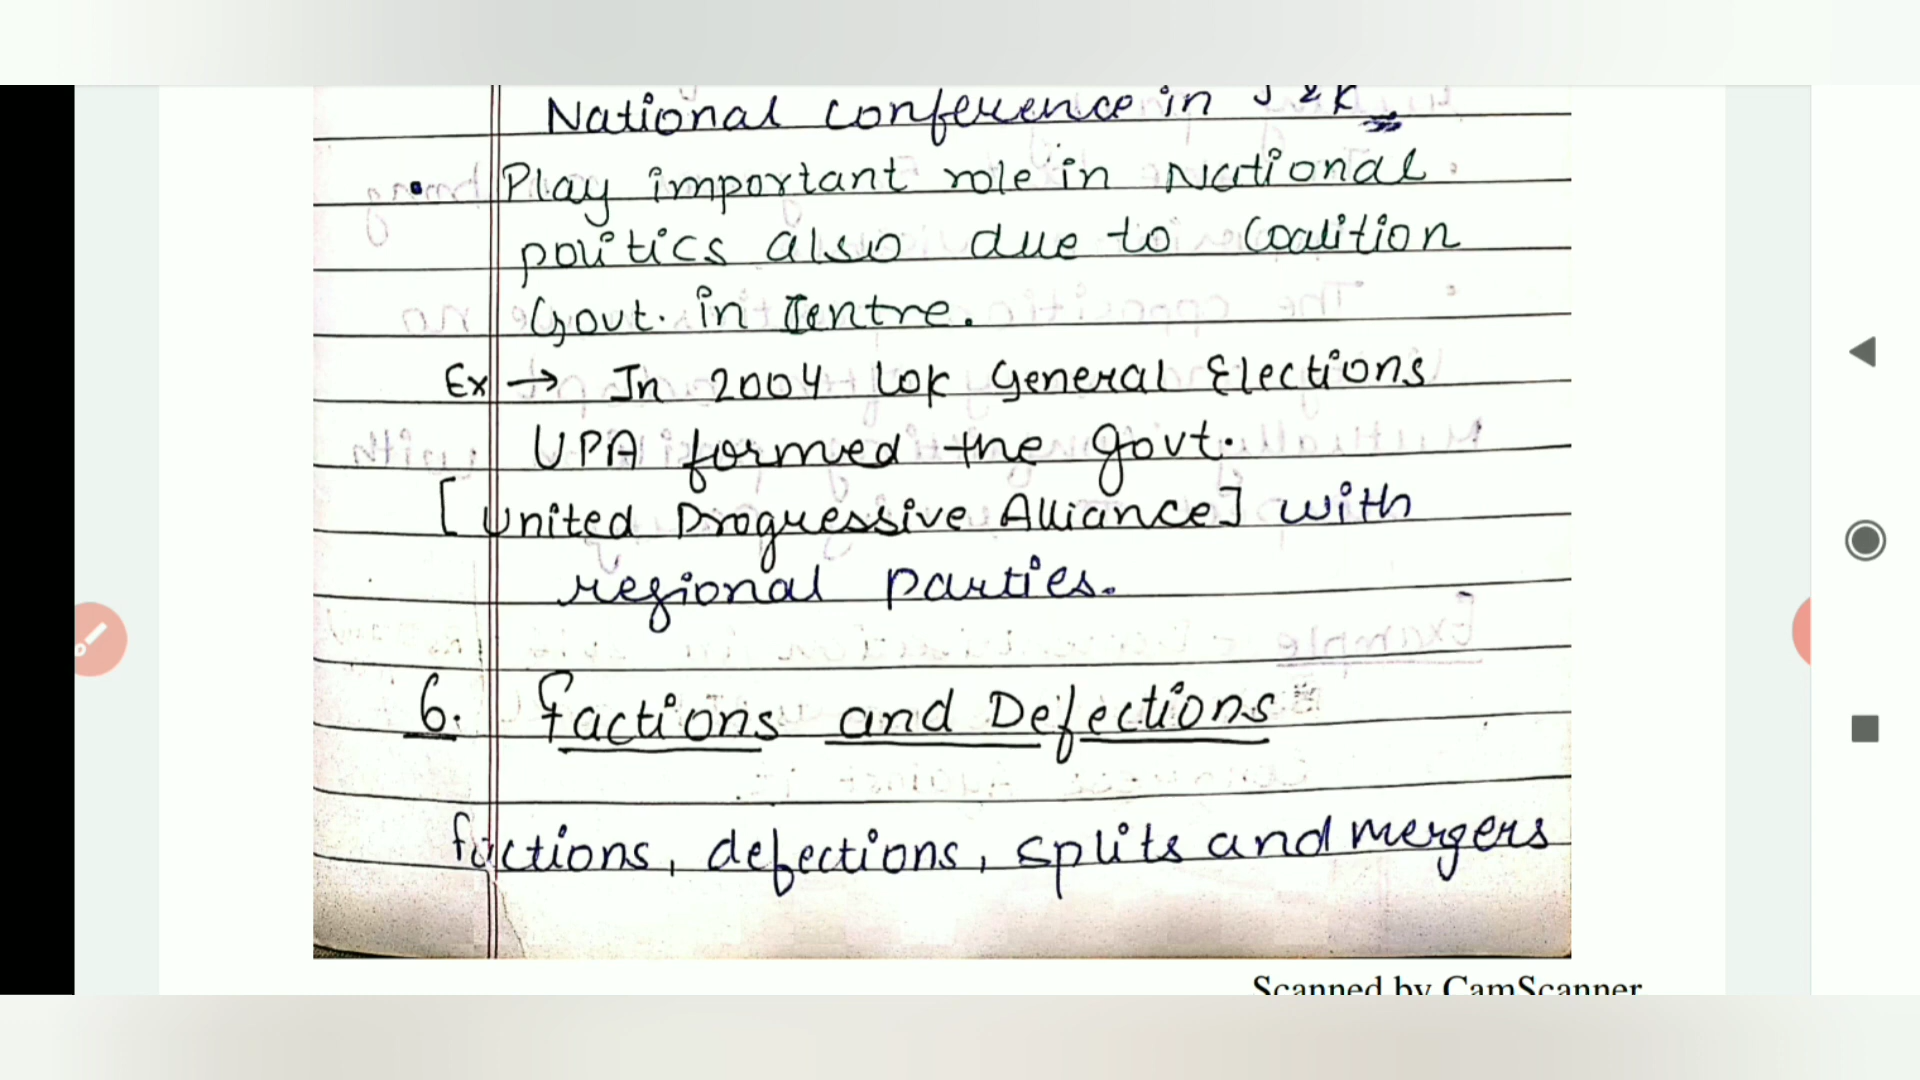 National conference in J & K
Play important role in National
politics also due to Coalition
Govt. in Centre.
Ex → In 2004 Lok General Elections
UPA formed the govt.
[United Progressive Alliance] with
regional parties.
6. Factions and Defections
factions, defections, splits and mergers
Scanned by CamScanner